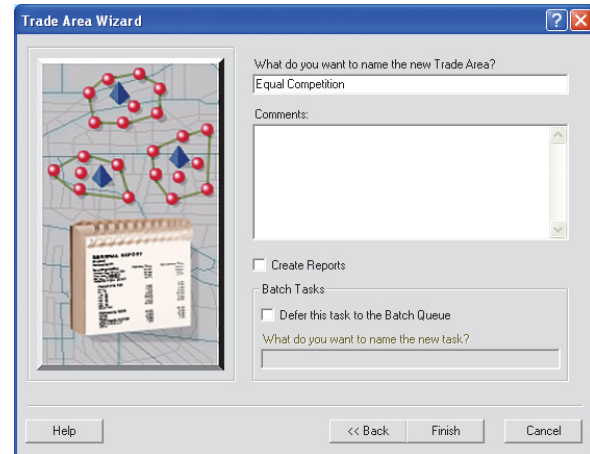 Trade Area Wizard
What do you want to name the new Trade Area?
Equal Competition
Comments:
Create Reports
Batch Tasks
Defer this task to the Batch Queue
What do you want to name the new task?
Help
<< Back
Finish
Cancel